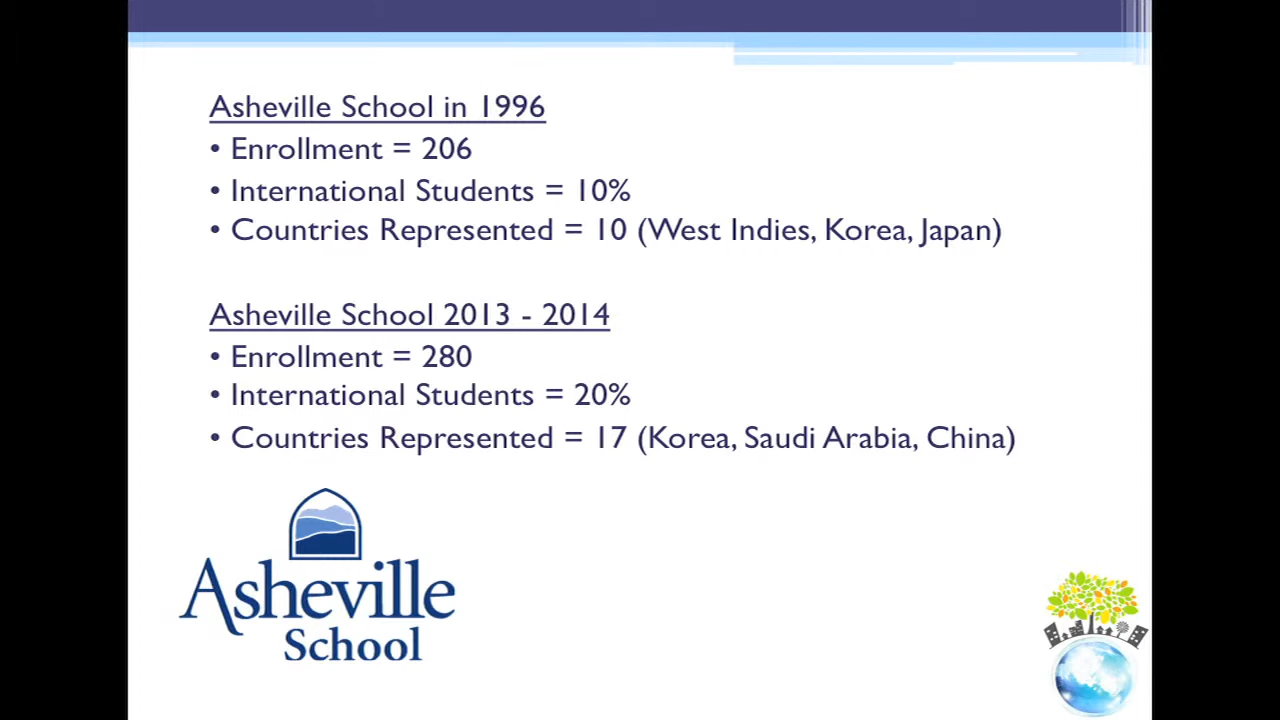 Asheville School in 1996
• Enrollment = 206
• International Students = 10%
• Countries Represented = 10 (West Indies, Korea, Japan)
Asheville School 2013 - 2014
• Enrollment = 280
• International Students = 20%
• Countries Represented = 17 (Korea, Saudi Arabia, China)
Asheville
School